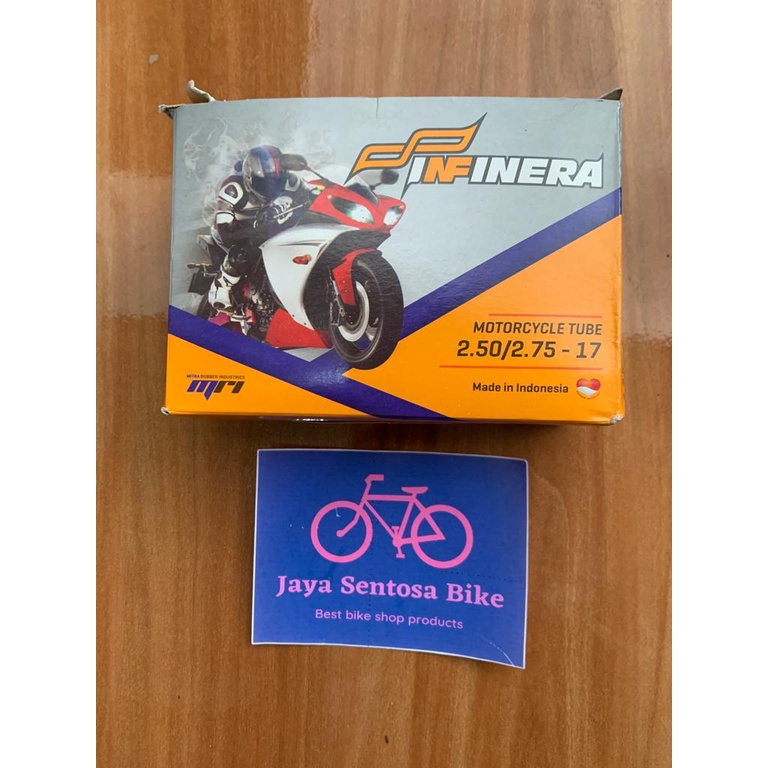 INFINERA
MOTORCYCLE TUBE
2.50/2.75 - 17
Made in Indonesia
MITRA RUBBER INDUSTRIES
mri
Jaya Sentosa Bike
Best bike shop products